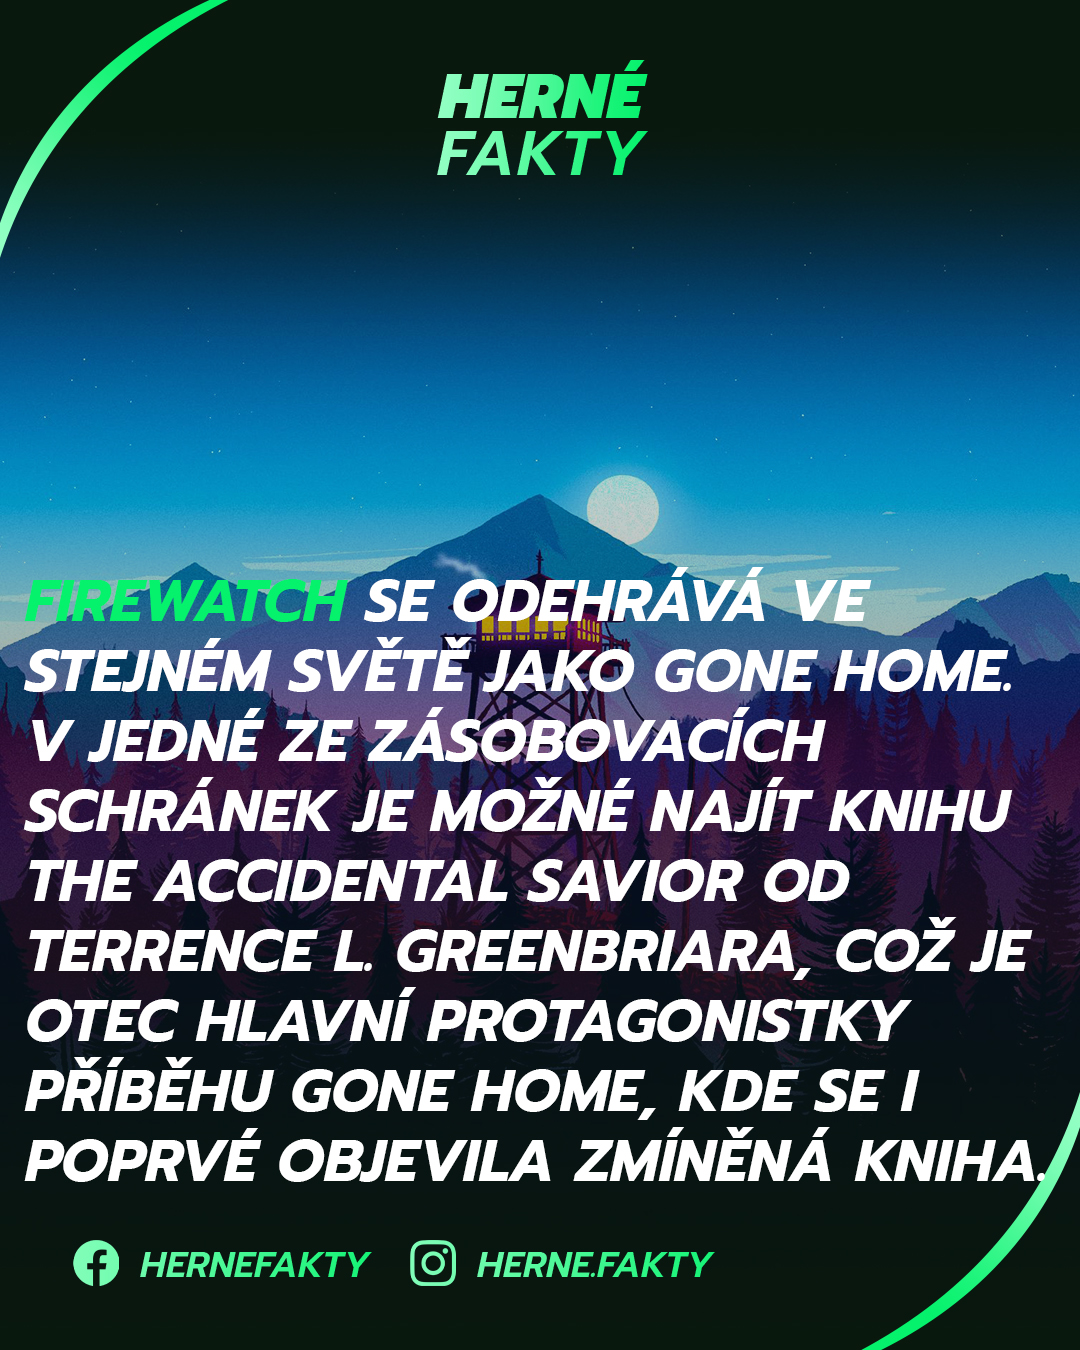 HERNÉ
FAKTY
FIREWATCH SE ODEHRÁVÁ VE
STEJNÉM SVĚTĚ JAKO GONE HOME.
V JEDNÉ ZE ZÁSOBOVACÍCH
SCHRÁNEK JE MOŽNÉ NAJÍT KNIHU
THE ACCIDENTAL SAVIOR OD
TERRENCE L. GREENBRIARA, COŽ JE
OTEC HLAVNÍ PROTAGONISTKY
PŘÍBĚHU GONE HOME, KDE SE I
POPRVÉ OBJEVILA ZMÍNĚNÁ KNIHA.
HERNEFAKTY HERNE.FAKTY